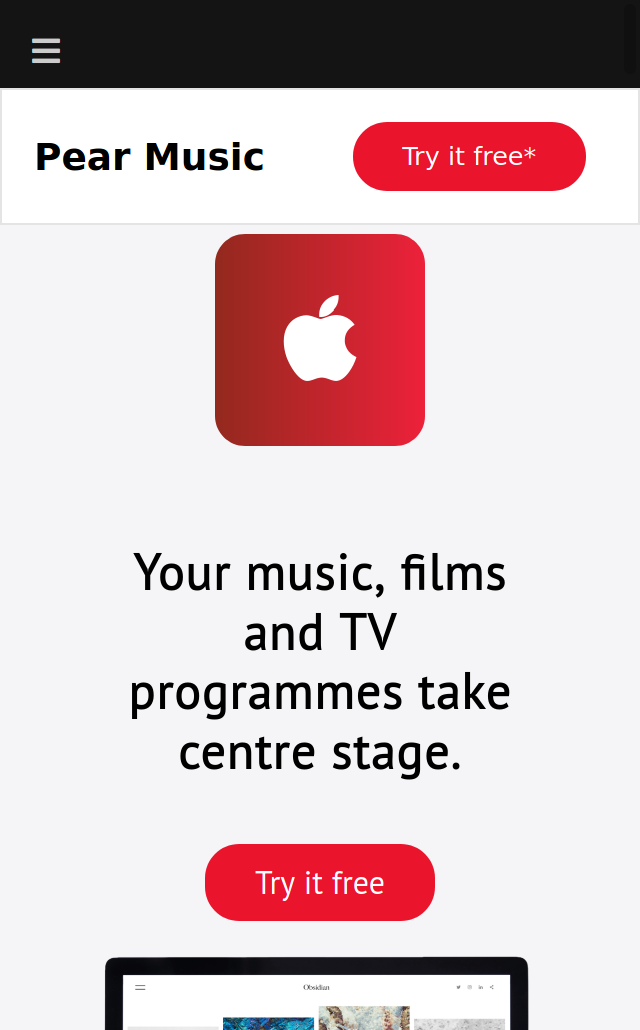 Pear Music
Try it free*
Your music, films
and TV
programmes take
centre stage.
Try it free
Obsidian